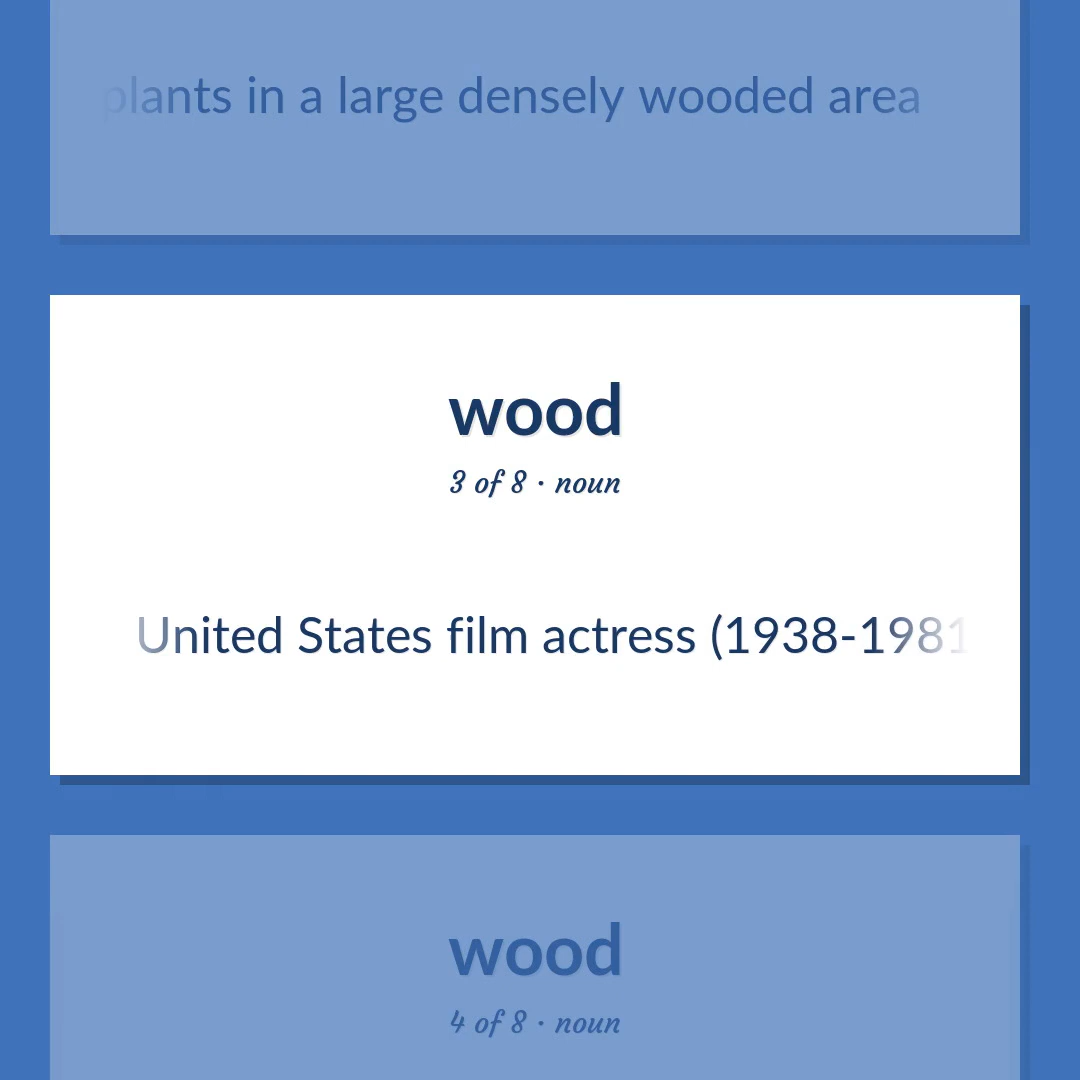 plants in a large densely wooded area
wood
3 of 8 · noun
United States film actress (1938-1981
wood
4 of 8 · noun